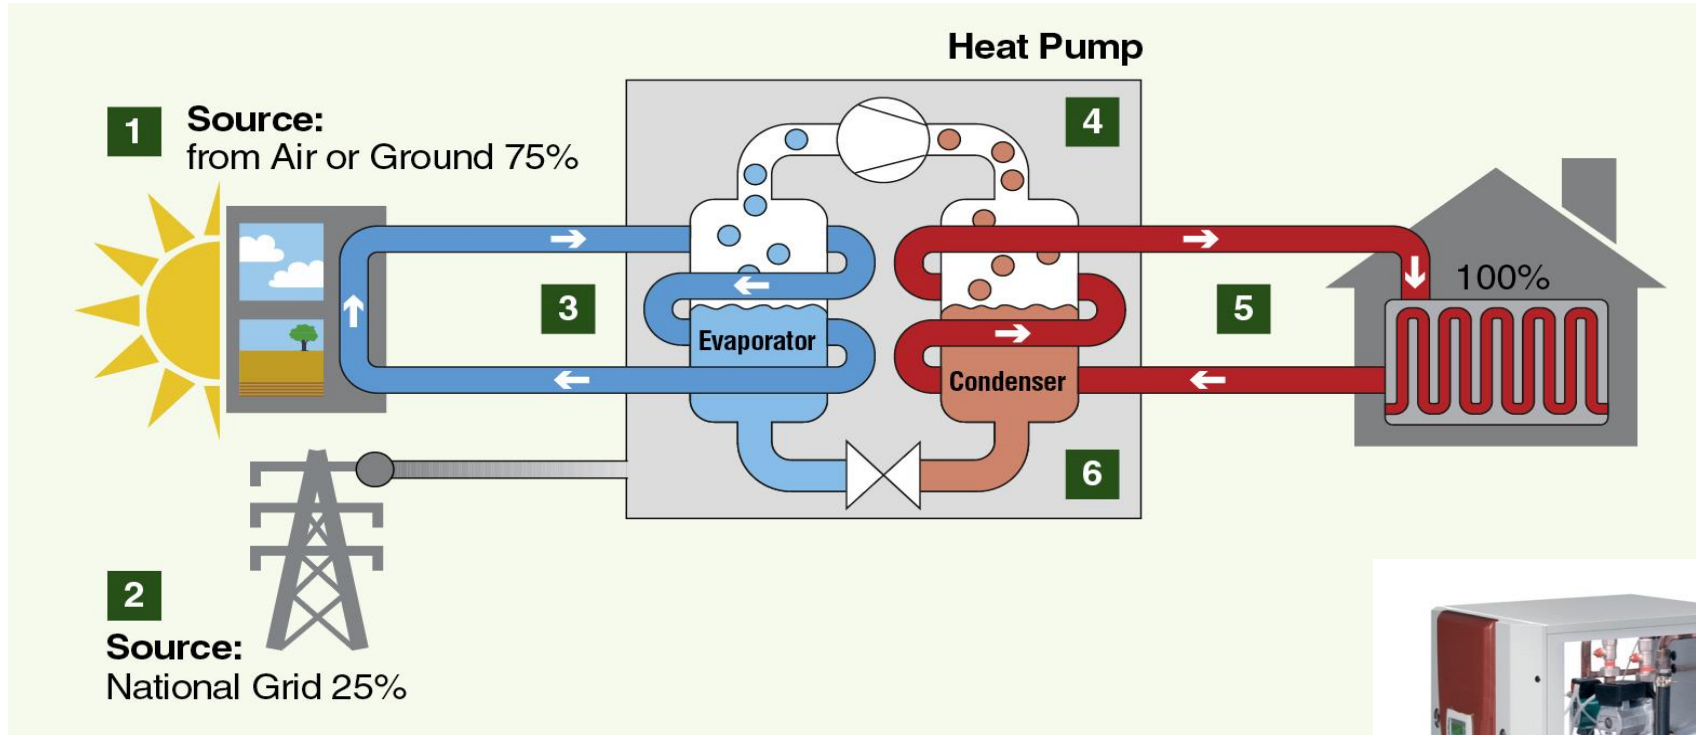 Heat Pump
1
Source:
from Air or Ground 75%
4
3
5
100%
Evaporator
Condenser
6
2
Source:
National Grid 25%